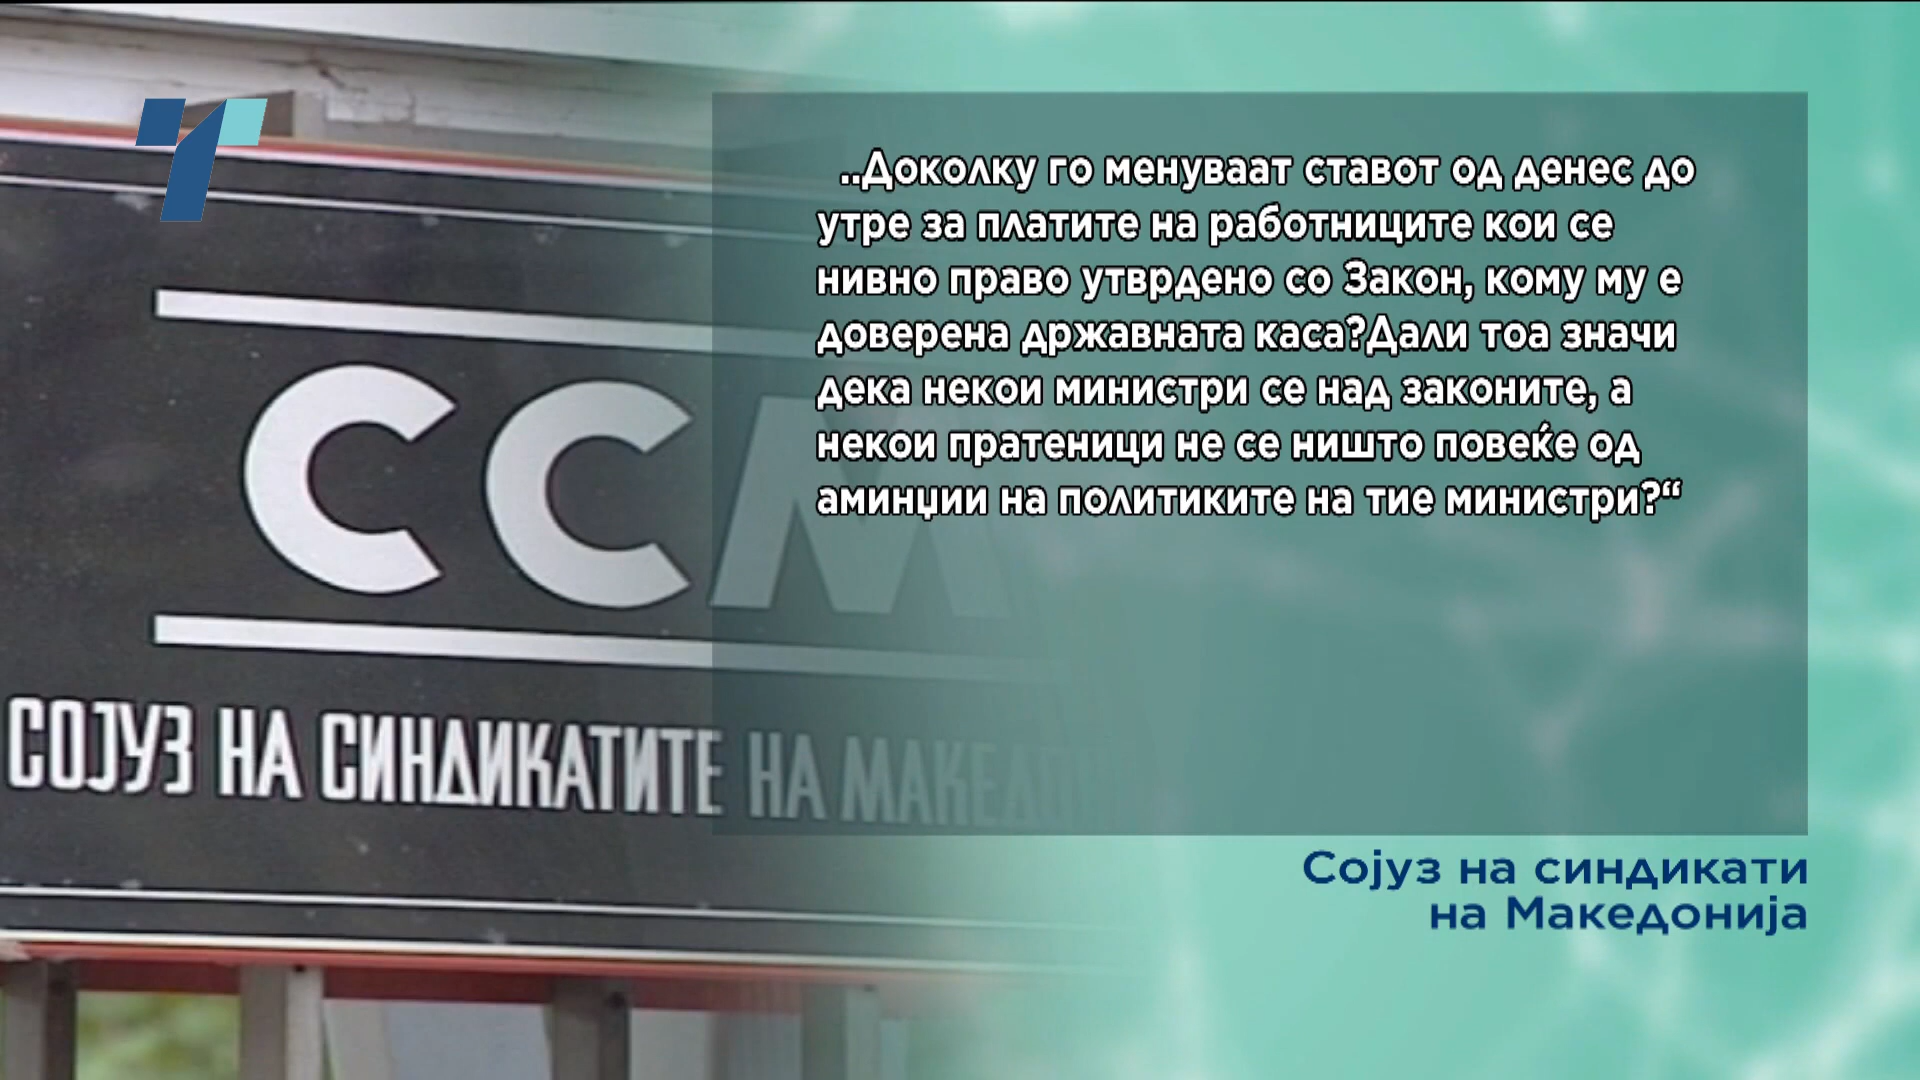 ..Доколку го менуваат ставот од денес до
утре за платите на работниците кои се
нивно право утврдено со Закон, кому му е
доверена државната каса?Дали тоа значи
дека некои министри се над законите, а
некои пратеници не се ништо повеќе од
аминџии на политиките на тие министри?“
ССМ
СОЈУЗ НА СИНДИКАТИТЕ НА
Сојуз на синдикати
на Македонија